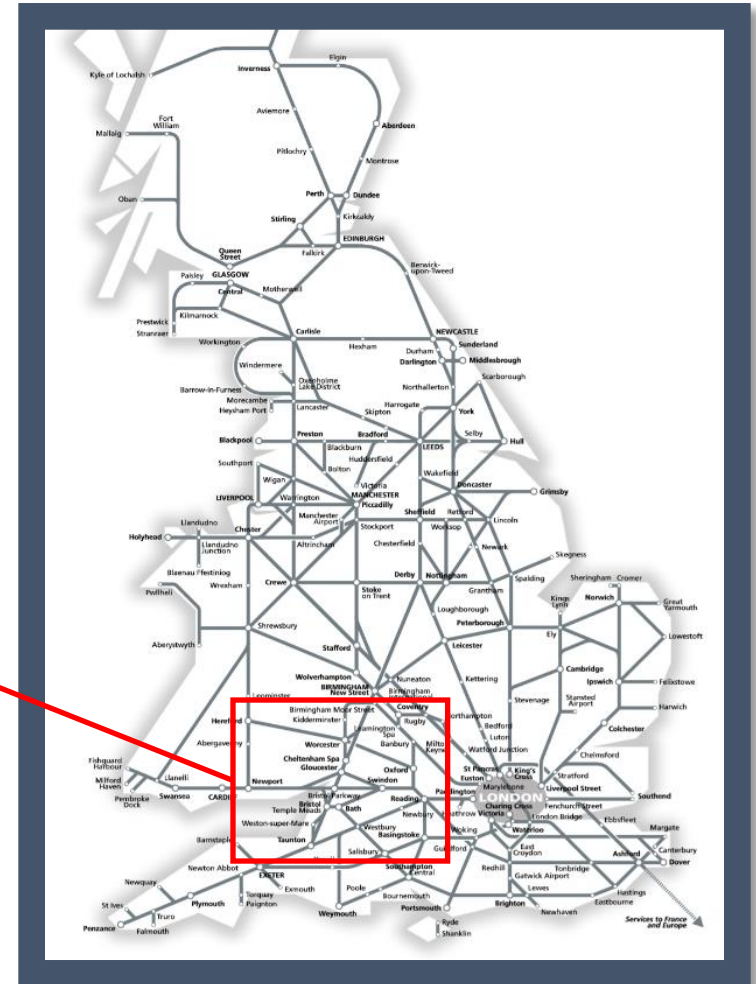 Elgin
Inverness
Kyle of Lochalsh
Aviemore
Fort
William
Mallaig
Aberdeen
Pitlochry
Montrose
Perth
Dundee
Oban
Stirling
Kirkcaldy
EDINBURGH
Queen
Street
Falkirk
Berwick-
upon-Tweed
Paisley
GLASGOW
Central
Motherwell
Kilmarnock
Prestwick
Stranraer
Carlisle
NEWCASTLE
Workington
Hexham
Durham
Sunderland
Darlington
Middlesbrough
Windermere
Scarborough
Oxenholme
Lake District
Barrow-in-Furness
Northallerton
Morecambe
Heysham Port
Lancaster
Harrogate
York
Skipton
Preston
Bradford
Selby
Blackpool
Blackburn
LEEDS
Hull
Huddersfield
Southport
Bolton
Wakefield
Wigan
Victoria
Doncaster
MANCHESTER
Grimsby
LIVERPOOL
Warrington
Piccadilly
Manchester
Airport
Sheffield
Retford
Lincoln
Llandudno
Stockport
Worksop
Holyhead
Chester
Llandudno
Junction
Altrincham
Chesterfield
Newark
Skegness
Blaenau Ffestiniog
Wrexham
Crewe
Derby
Nottingham
Sheringham
Cromer
Pwllheli
Stoke
on Trent
Grantham
Spalding
Kings
Lynn
Norwich
Great
Yarmouth
Loughborough
Shrewsbury
Peterborough
Aberystwyth
Stafford
Ely
Lowestoft
Leicester
Wolverhampton
Cambridge
Nuneaton
Kettering
BIRMINGHAM
New Street
Birmingham
International
Ipswich
Felixstowe
Leominster
Stevenage
Stansted
Airport
Birmingham Moor Street
Coventry
Harwich
Hereford
Kidderminster
Rugby
Northampton
Bedford
Colchester
Leamington
Spa
Abergavenny
Worcester
Banbury
Milton
Keynes
Luton
Watford Junction
Chelmsford
Cheltenham Spa
Gloucester
Fishguard
Harbour
Oxford
St Pancras
King's
Cross
Stratford
Milford
Haven
Llanelli
Newport
Swindon
Euston
Marylebone
Liverpool Street
Pembroke
Dock
Swansea
CARDIFF
Bristol Parkway
Reading
Paddington
LONDON
Southend
Bristol
Temple Meads
Bath
Charing Cross
Fenchurch Street
Weston-super-Mare
Newbury
Heathrow
Victoria
London Bridge
Ebbsfleet
Westbury
Basingstoke
Woking
Waterloo
Margate
Barnstaple
Taunton
Salisbury
Guildford
East
Croydon
Canterbury
Newton Abbot
EXETER
Southampton
Central
Redhill
Tonbridge
Ashford
Dover
Gatwick Airport
Newquay
Exmouth
Poole
Lewes
Hastings
Torquay
Paignton
Bournemouth
Eastbourne
St Ives
Plymouth
Brighton
Newhaven
Truro
Weymouth
Portsmouth
Penzance
Falmouth
Ryde
Shanklin
Services to France
and Europe